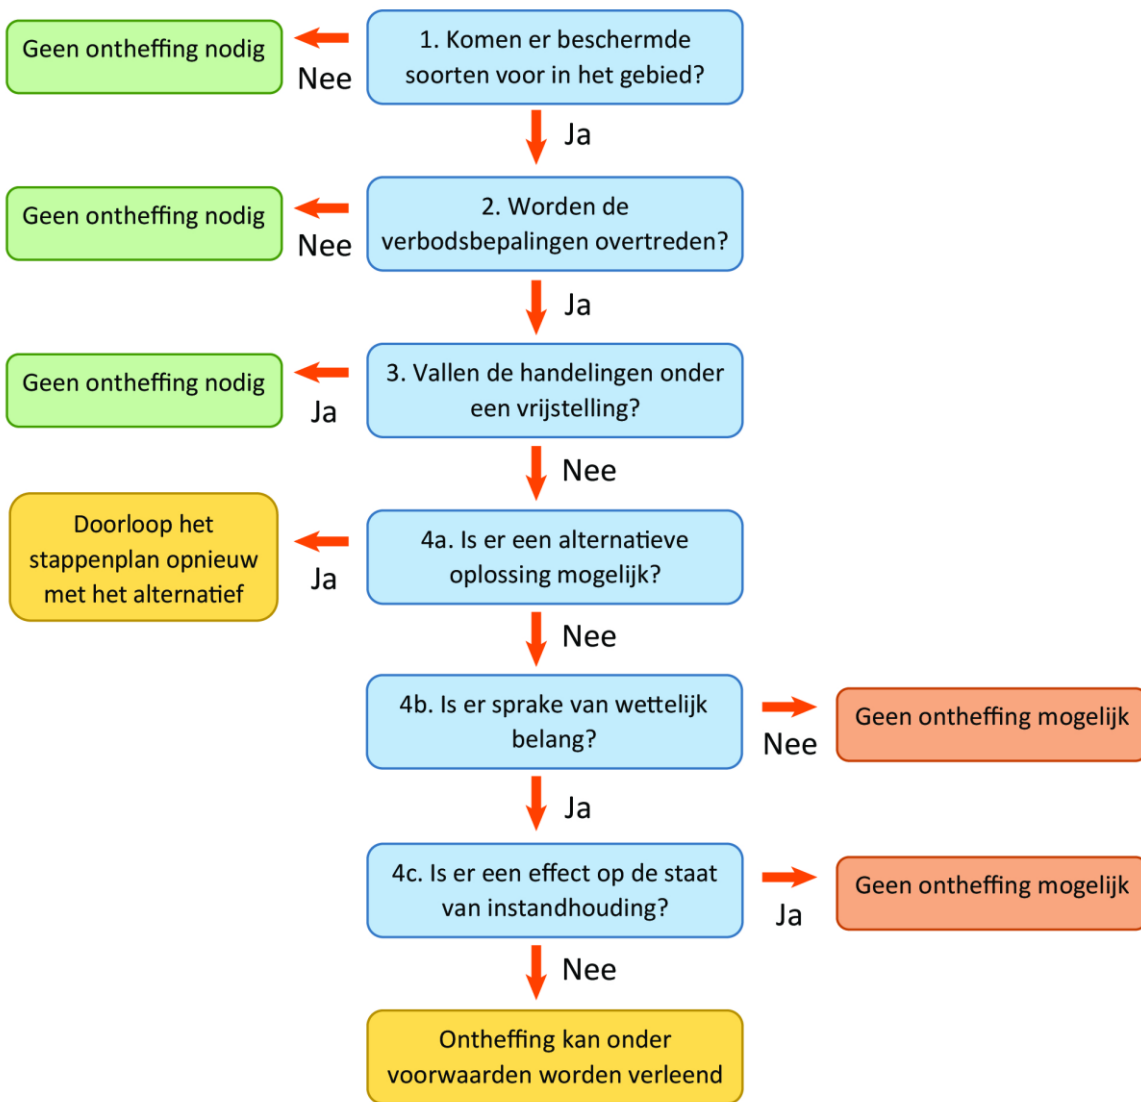 Geen ontheffing nodig
Nee
1. Komen er beschermde
soorten voor in het gebied?
Ja
Geen ontheffing nodig
Nee
2. Worden de
verbodsbepalingen overtreden?
Ja
Geen ontheffing nodig
Ja
3. Vallen de handelingen onder
een vrijstelling?
Nee
Doorloop het
stappenplan opnieuw
met het alternatief
Ja
4a. Is er een alternatieve
oplossing mogelijk?
Nee
4b. Is er sprake van wettelijk
belang?
Nee
Geen ontheffing mogelijk
Ja
4c. Is er een effect op de staat
van instandhouding?
Ja
Geen ontheffing mogelijk
Nee
Ontheffing kan onder
voorwaarden worden verleend